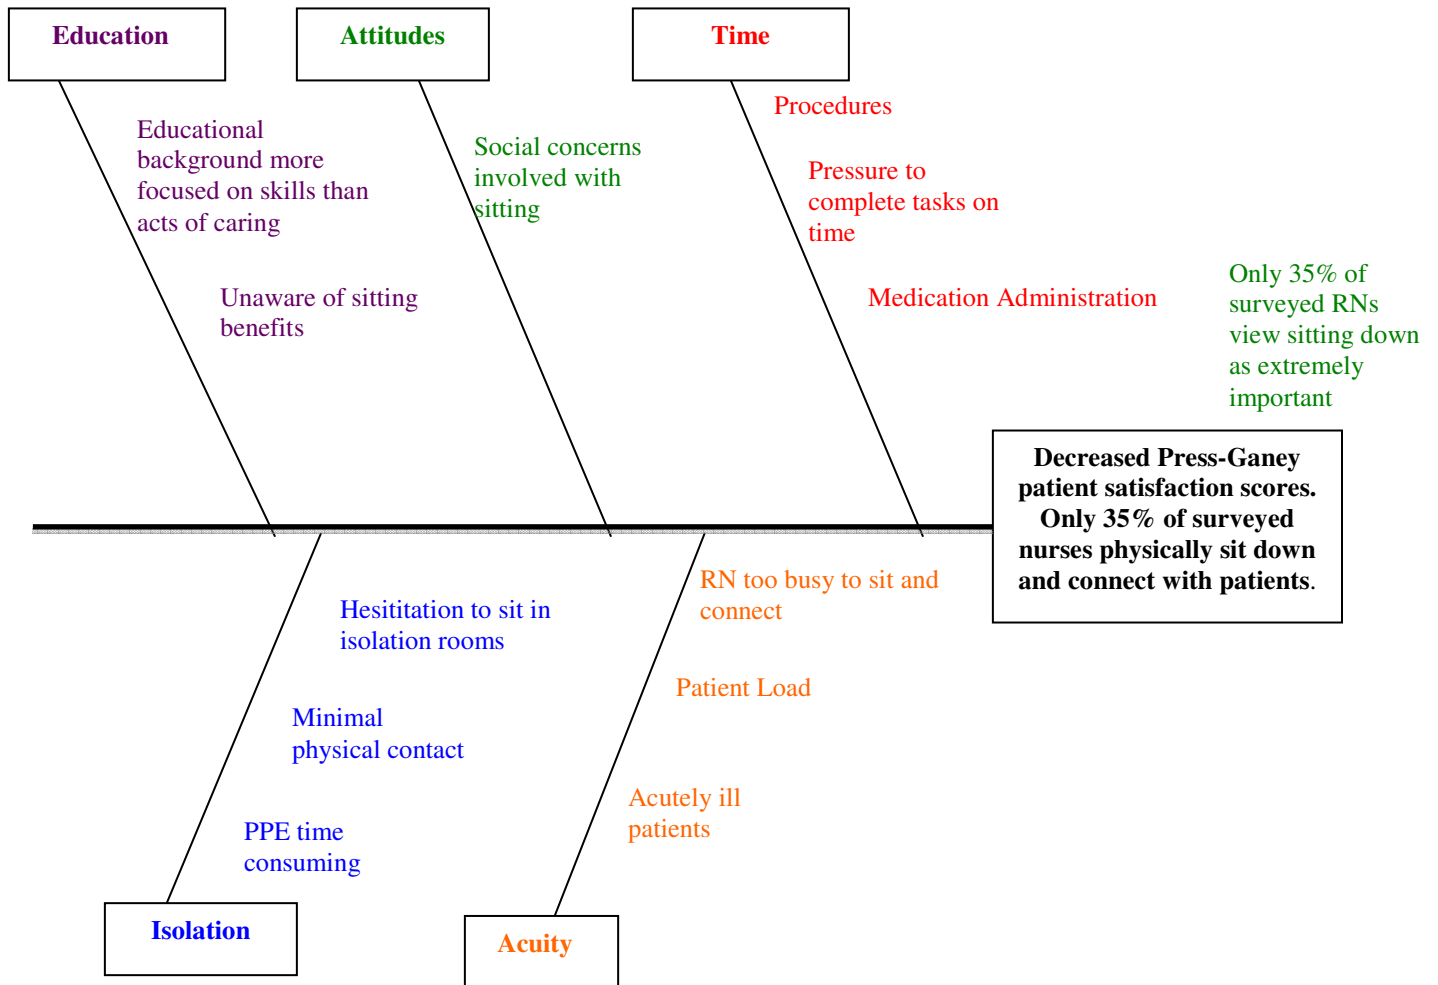 Education
Attitudes
Time
Educational
background more
focused on skills than
acts of caring
Unaware of sitting
benefits
Social concerns
involved with
sitting
Procedures
Pressure to
complete tasks on
time
Medication Administration
Only 35% of
surveyed RNs
view sitting down
as extremely
important
Decreased Press-Ganey
patient satisfaction scores.
Only 35% of surveyed
nurses physically sit down
and connect with patients.
Hesititation to sit in
isolation rooms
Minimal
physical contact
PPE time
consuming
Isolation
RN too busy to sit and
connect
Patient Load
Acutely ill
patients
Acuity